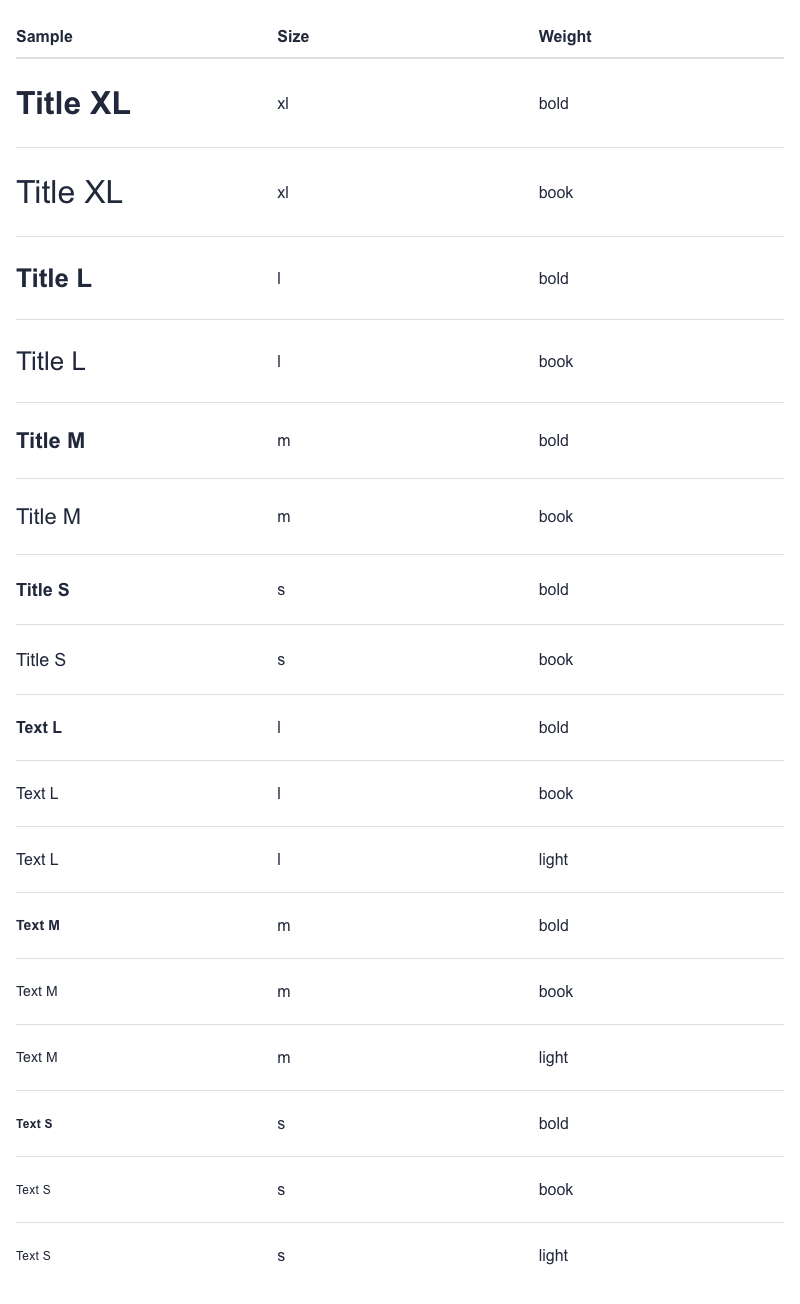 Sample Size Weight
Title XL xl bold
Title XL xl book
Title L l bold
Title L l book
Title M m bold
Title M m book
Title S s bold
Title S s book
Text L l bold
Text L l book
Text L l light
Text M m bold
Text M m book
Text M m light
Text S s bold
Text S s book
Text S s light